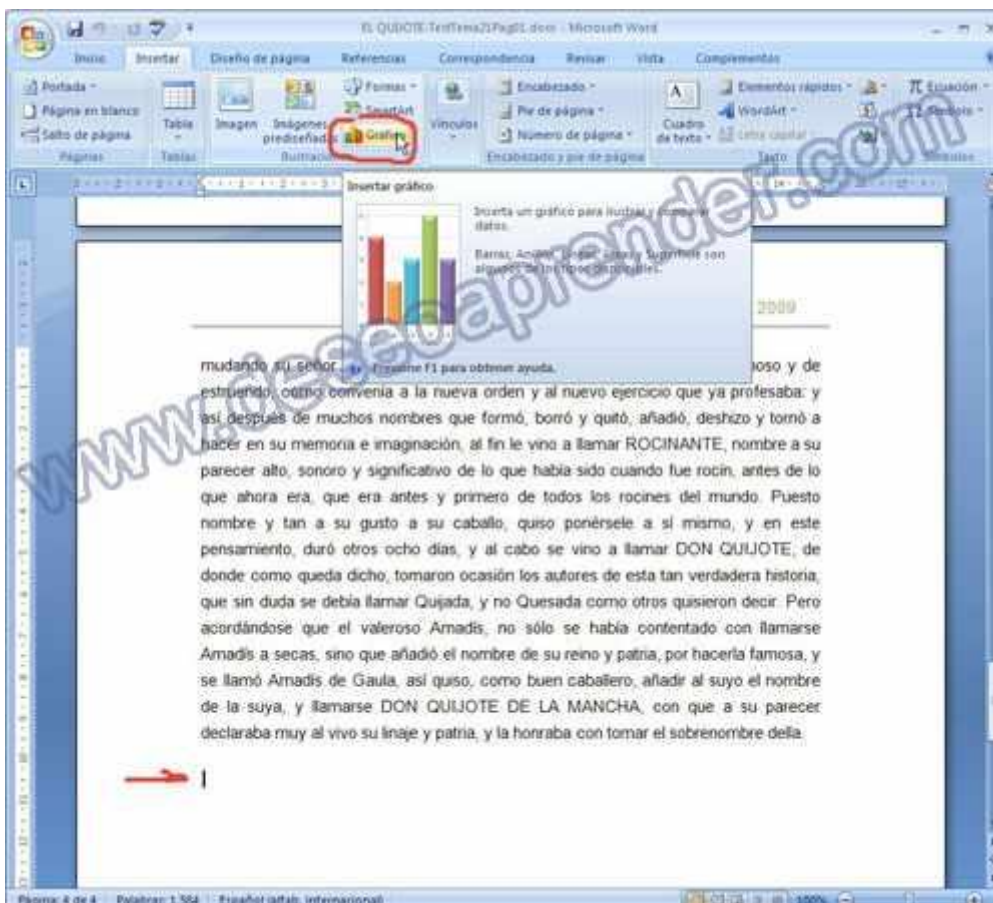 EL QUIJOTE-TestTema21Pag01.docx - Microsoft Word
Inicio Insertar Diseño de página Referencias Correspondencia Revisar Vista Complementos
Portada
Página en blanco
Salto de página
Páginas
Tabla
Tablas
Imagen
Imágenes prediseñadas
Formas
SmartArt
Gráfico
Vínculos
Encabezado
Pie de página
Número de página
Encabezado y pie de página
Cuadro de texto
Elementos rápidos
WordArt
Letra capital
Texto
Ecuación
Símbolo
Símbolos
Insertar gráfico
Inserta un gráfico para ilustrar y comparar datos.
Barras, Anillos, Líneas, Áreas y Superficie son
algunos de los tipos disponibles.
Presione F1 para obtener ayuda.
www.deseoaprender.com
2009
mudando su señor
oso y de
estruendo, como convenía a la nueva orden y al nuevo ejercicio que ya profesaba: y
así después de muchos nombres que formó, borró y quitó, añadió, deshizo y tornó a
hacer en su memoria e imaginación, al fin le vino a llamar ROCINANTE, nombre a su
parecer alto, sonoro y significativo de lo que había sido cuando fue rocín, antes de lo
que ahora era, que era antes y primero de todos los rocines del mundo. Puesto
nombre y tan a su gusto a su caballo, quiso ponérsele a sí mismo, y en este
pensamiento, duró otros ocho días, y al cabo se vino a llamar DON QUIJOTE, de
donde como queda dicho, tomaron ocasión los autores de esta tan verdadera historia,
que sin duda se debía llamar Quijada, y no Quesada como otros quisieron decir. Pero
acordándose que el valeroso Amadís, no sólo se había contentado con llamarse
Amadís a secas, sino que añadió el nombre de su reino y patria, por hacerla famosa, y
se llamó Amadís de Gaula, así quiso, como buen caballero, añadir al suyo el nombre
de la suya, y llamarse DON QUIJOTE DE LA MANCHA, con que a su parecer
declaraba muy al vivo su linaje y patria, y la honraba con tomar el sobrenombre della.
Página: 4 de 4 Palabras: 1.584 Español (alfab. internacional) 100%